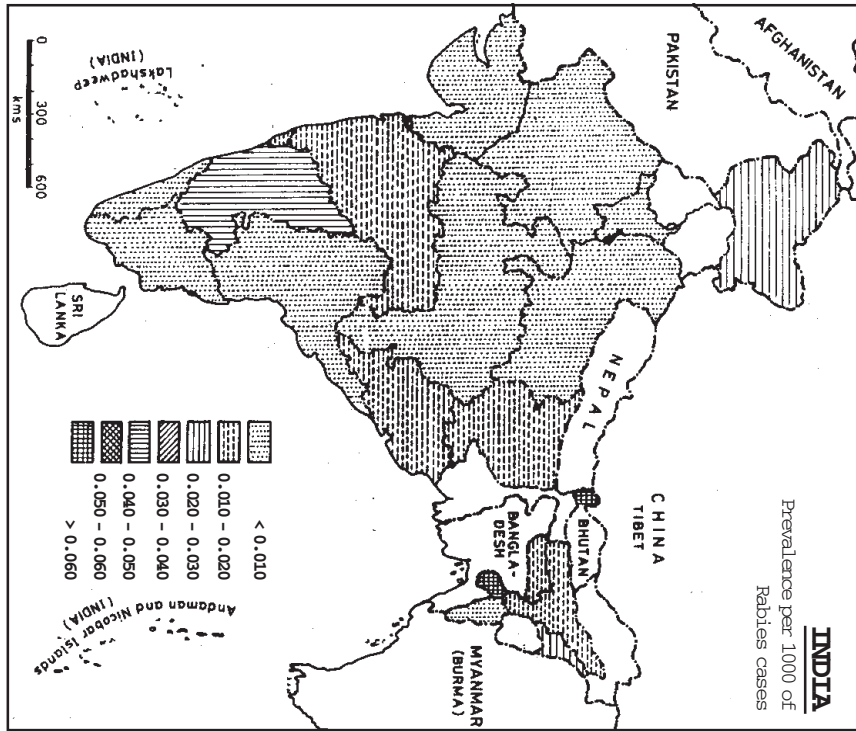 INDIA
Prevalence per 1000 of
Rabies cases
AFGHANISTAN
PAKISTAN
CHINA
TIBET
NEPAL
BHUTAN
BANGLA-
DESH
MYANMAR
(BURMA)
Lakshadweep
(INDIA)
0 300 600
kms
SRI
LANKA
< 0.010
0.010 - 0.020
0.020 - 0.030
0.030 - 0.040
0.040 - 0.050
0.050 - 0.060
> 0.060
Andaman and Nicobar Islands
(INDIA)